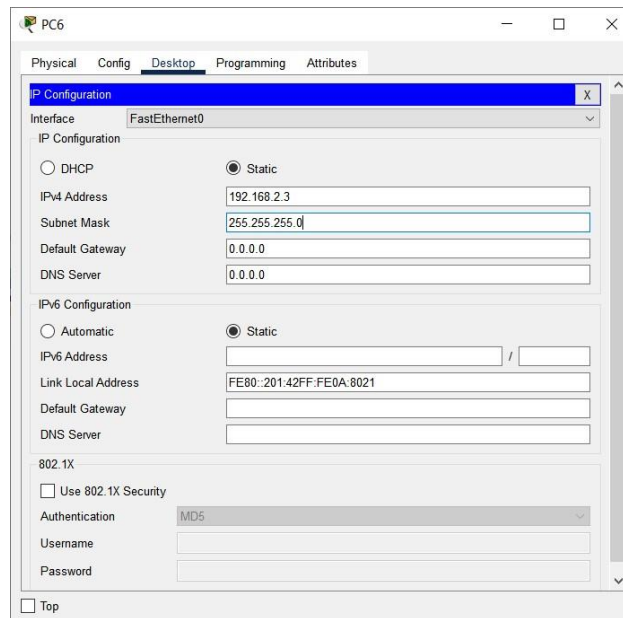 PC6
Physical Config Desktop Programming Attributes
IP Configuration X
Interface FastEthernet0
IP Configuration
DHCP Static
IPv4 Address 192.168.2.3
Subnet Mask 255.255.255.0
Default Gateway 0.0.0.0
DNS Server 0.0.0.0
IPv6 Configuration
Automatic Static
IPv6 Address /
Link Local Address FE80::201:42FF:FE0A:8021
Default Gateway
DNS Server
802.1X
Use 802.1X Security
Authentication MD5
Username
Password
Top